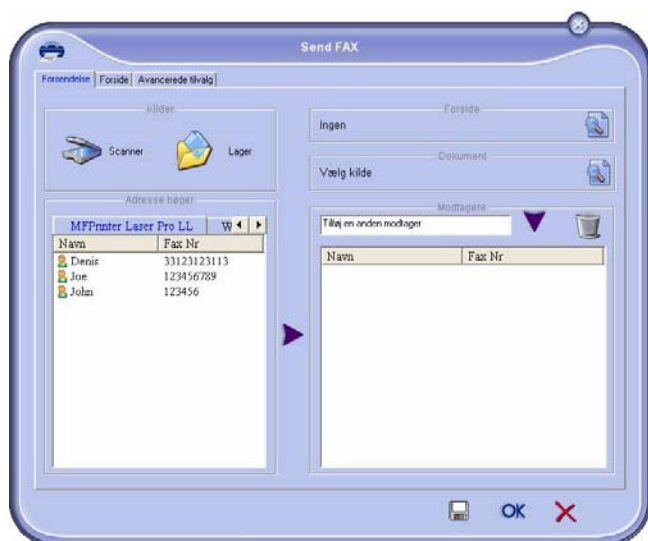 Send FAX
Forsendelse Forside Avancerede tilvalg
Kilder
Scanner Lager
Adresse bøger
MFPrinter Laser Pro LL W
Navn Fax Nr
Denis 33123123113
Joe 123456789
John 123456
Forside
Ingen
Dokument
Vælg kilde
Modtagere
Tilføj en anden modtager
Navn Fax Nr
OK